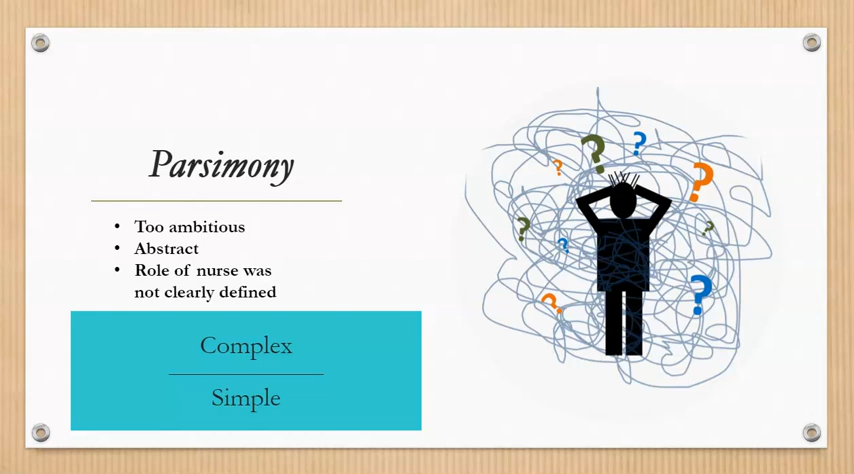 Parsimony
• Too ambitious
• Abstract
• Role of nurse was
not clearly defined
Complex
Simple
? ? ? ? ? ? ? ? ?